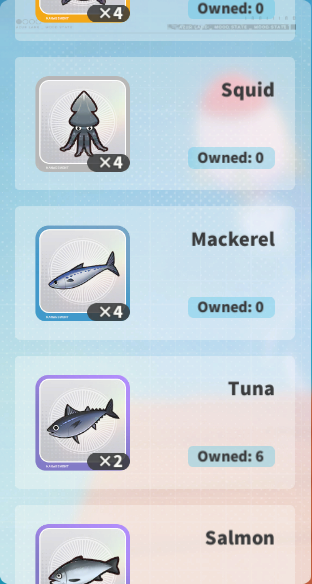 ×4
Owned: 0
Squid
×4
Owned: 0
Mackerel
×4
Owned: 0
Tuna
×2
Owned: 6
Salmon